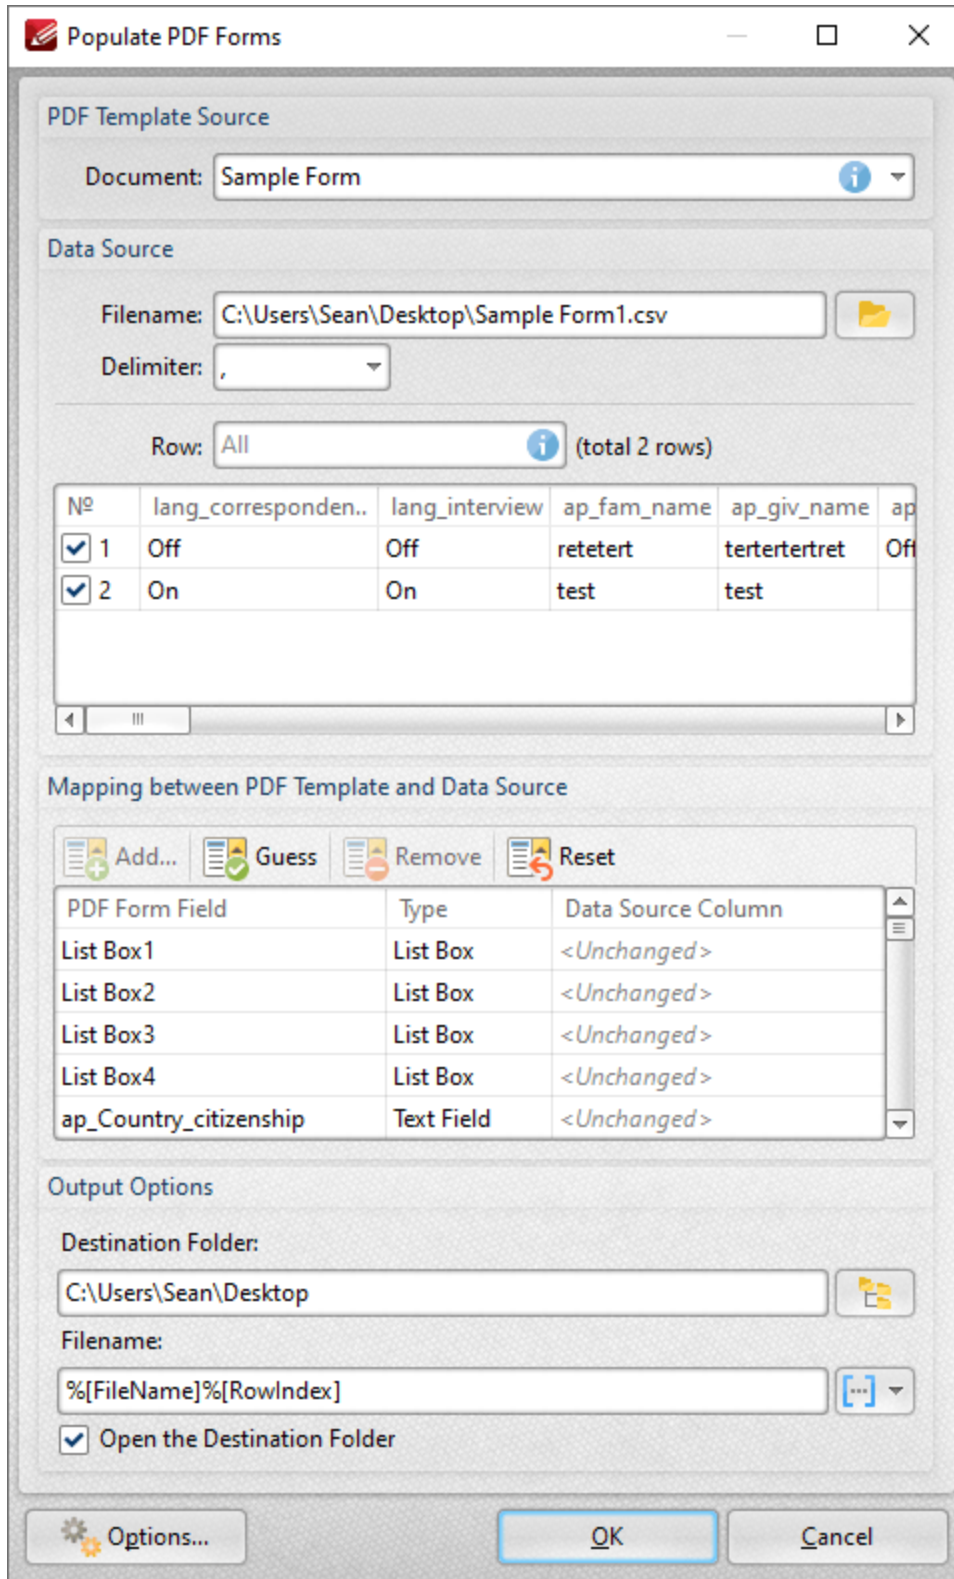 Populate PDF Forms
PDF Template Source
Document: Sample Form
Data Source
Filename: C:\Users\Sean\Desktop\Sample Form1.csv
Delimiter: ,
Row: All (total 2 rows)
Nº lang_corresponden.. lang_interview ap_fam_name ap_giv_name ap
1 Off Off retetert tertertertret Off
2 On On test test
Mapping between PDF Template and Data Source
Add... Guess Remove Reset
PDF Form Field Type Data Source Column
List Box1 List Box <Unchanged>
List Box2 List Box <Unchanged>
List Box3 List Box <Unchanged>
List Box4 List Box <Unchanged>
ap_Country_citizenship Text Field <Unchanged>
Output Options
Destination Folder:
C:\Users\Sean\Desktop
Filename:
%[FileName]%[RowIndex]
Open the Destination Folder
Options... OK Cancel